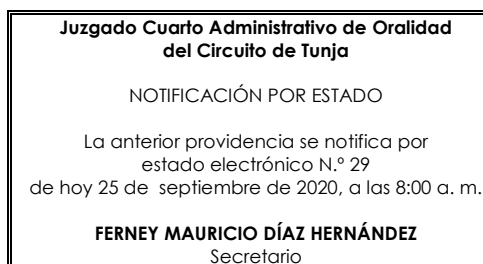 Juzgado Cuarto Administrativo de Oralidad
del Circuito de Tunja
NOTIFICACIÓN POR ESTADO
La anterior providencia se notifica por
estado electrónico N.° 29
de hoy 25 de septiembre de 2020, a las 8:00 a. m.
FERNEY MAURICIO DÍAZ HERNÁNDEZ
Secretario